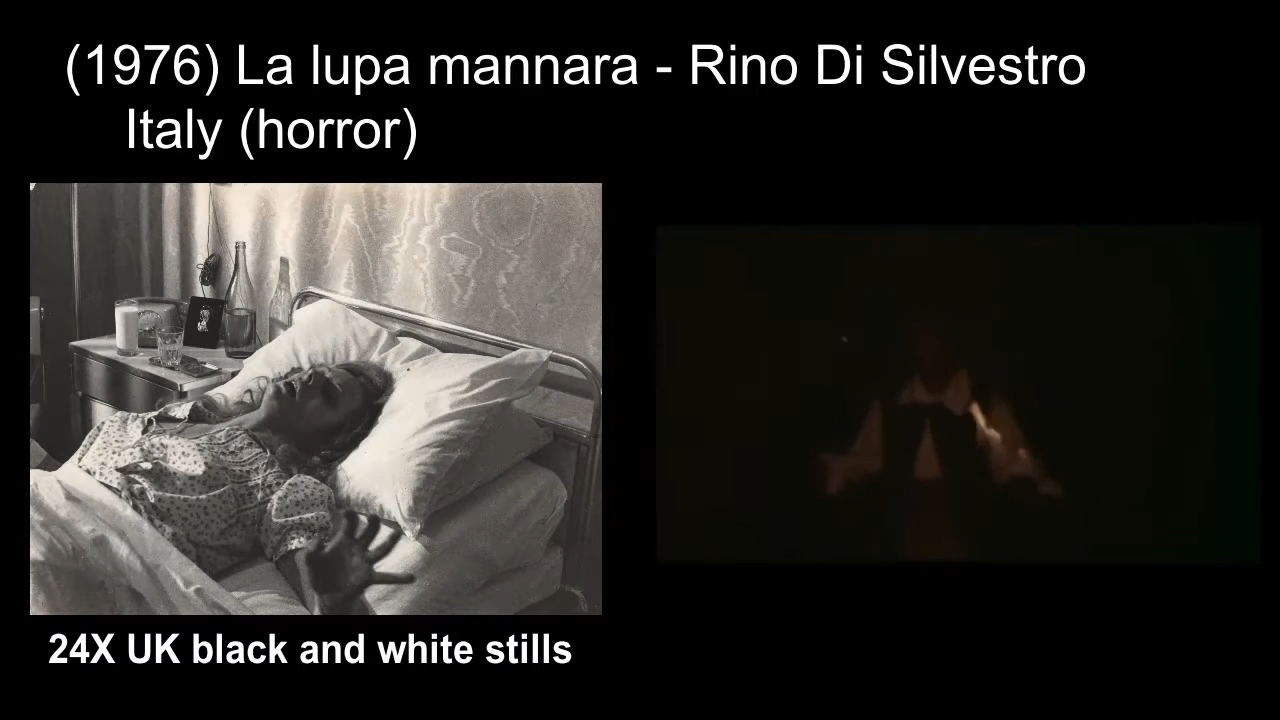 (1976) La lupa mannara - Rino Di Silvestro
Italy (horror)
24X UK black and white stills